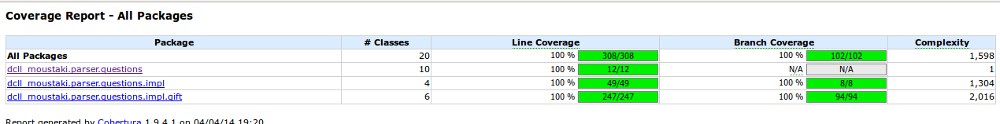 Coverage Report - All Packages
Package # Classes Line Coverage Branch Coverage Complexity
All Packages 20 100 % 308/308 100 % 102/102 1,598
dcll_moustaki.parser.questions 10 100 % 12/12 N/A N/A 1
dcll_moustaki.parser.questions.impl 4 100 % 49/49 100 % 8/8 1,304
dcll_moustaki.parser.questions.impl.gift 6 100 % 247/247 100 % 94/94 2,016
Report generated by Cobertura 1.9.4.1 on 04/04/14 19:20.